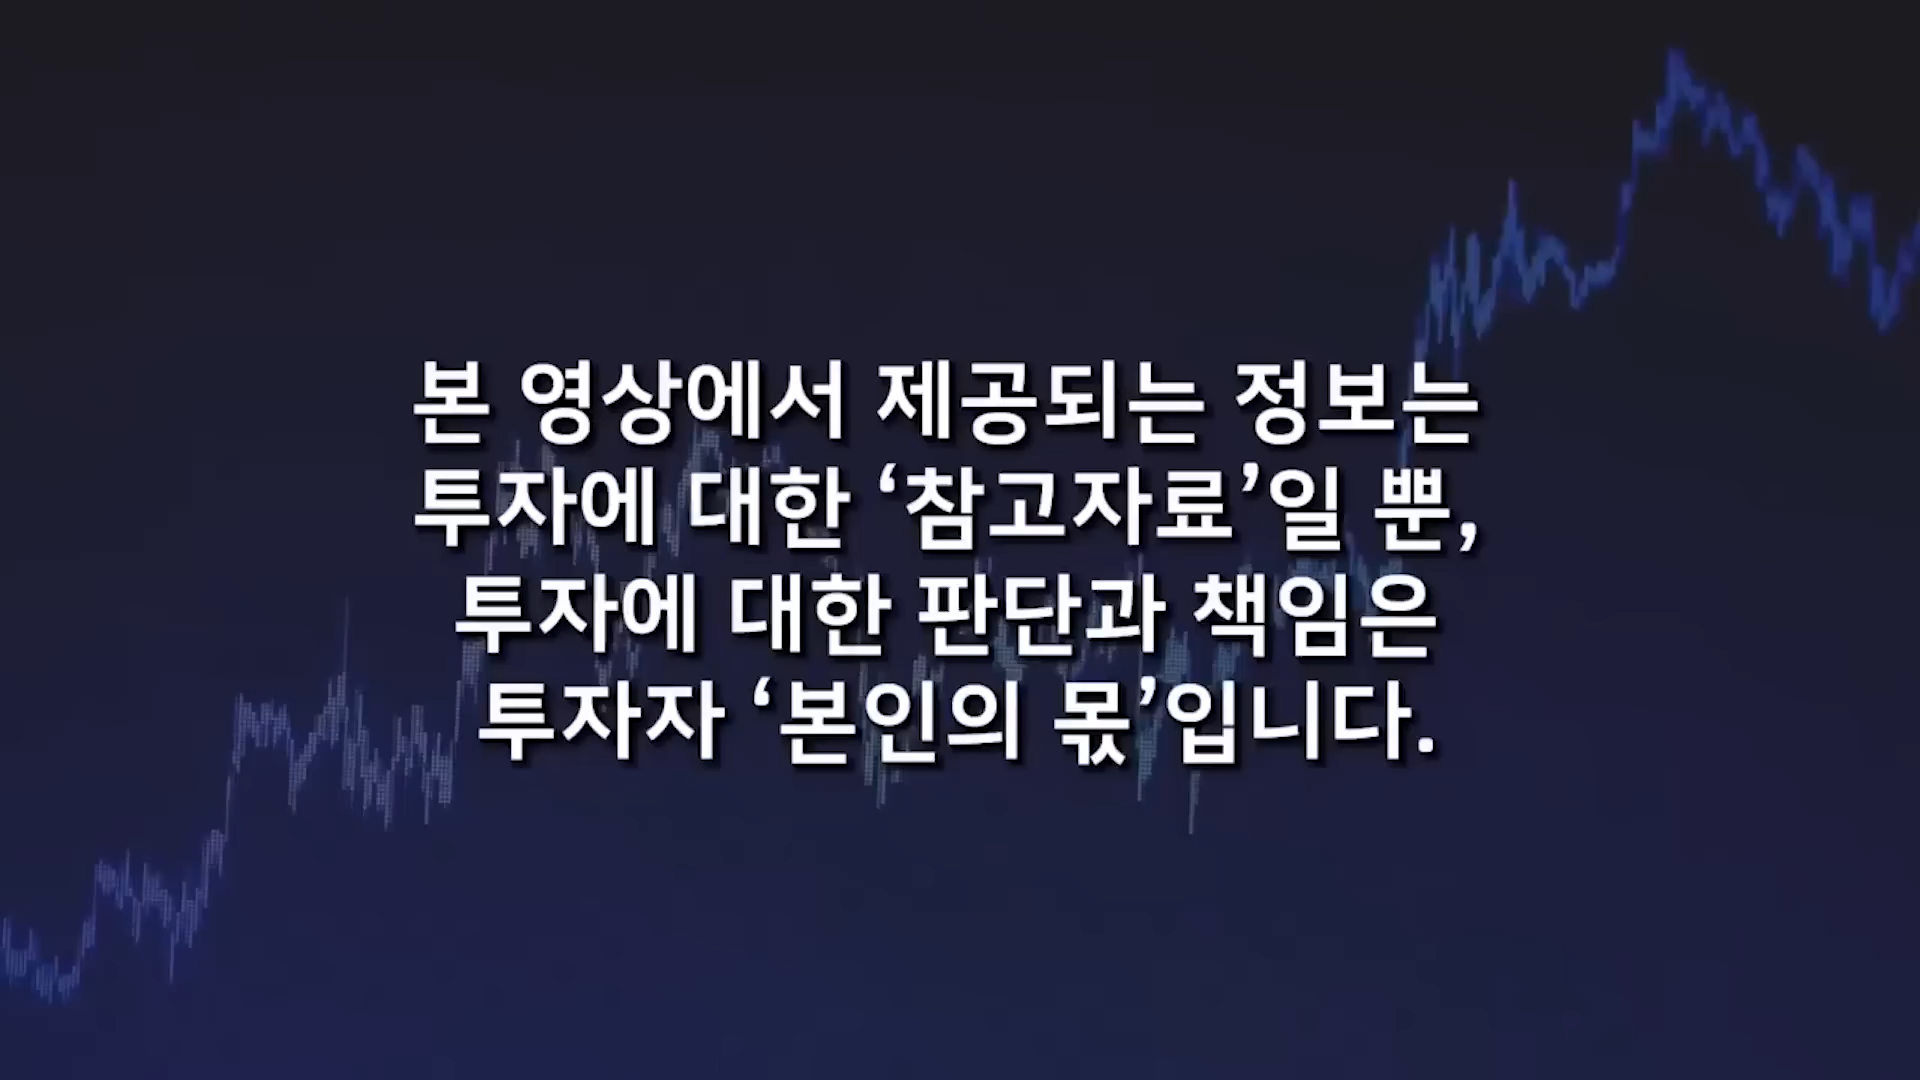 본 영상에서 제공되는 정보는
투자에 대한 ‘참고자료’일 뿐,
투자에 대한 판단과 책임은
투자자 ‘본인의 몫’입니다.